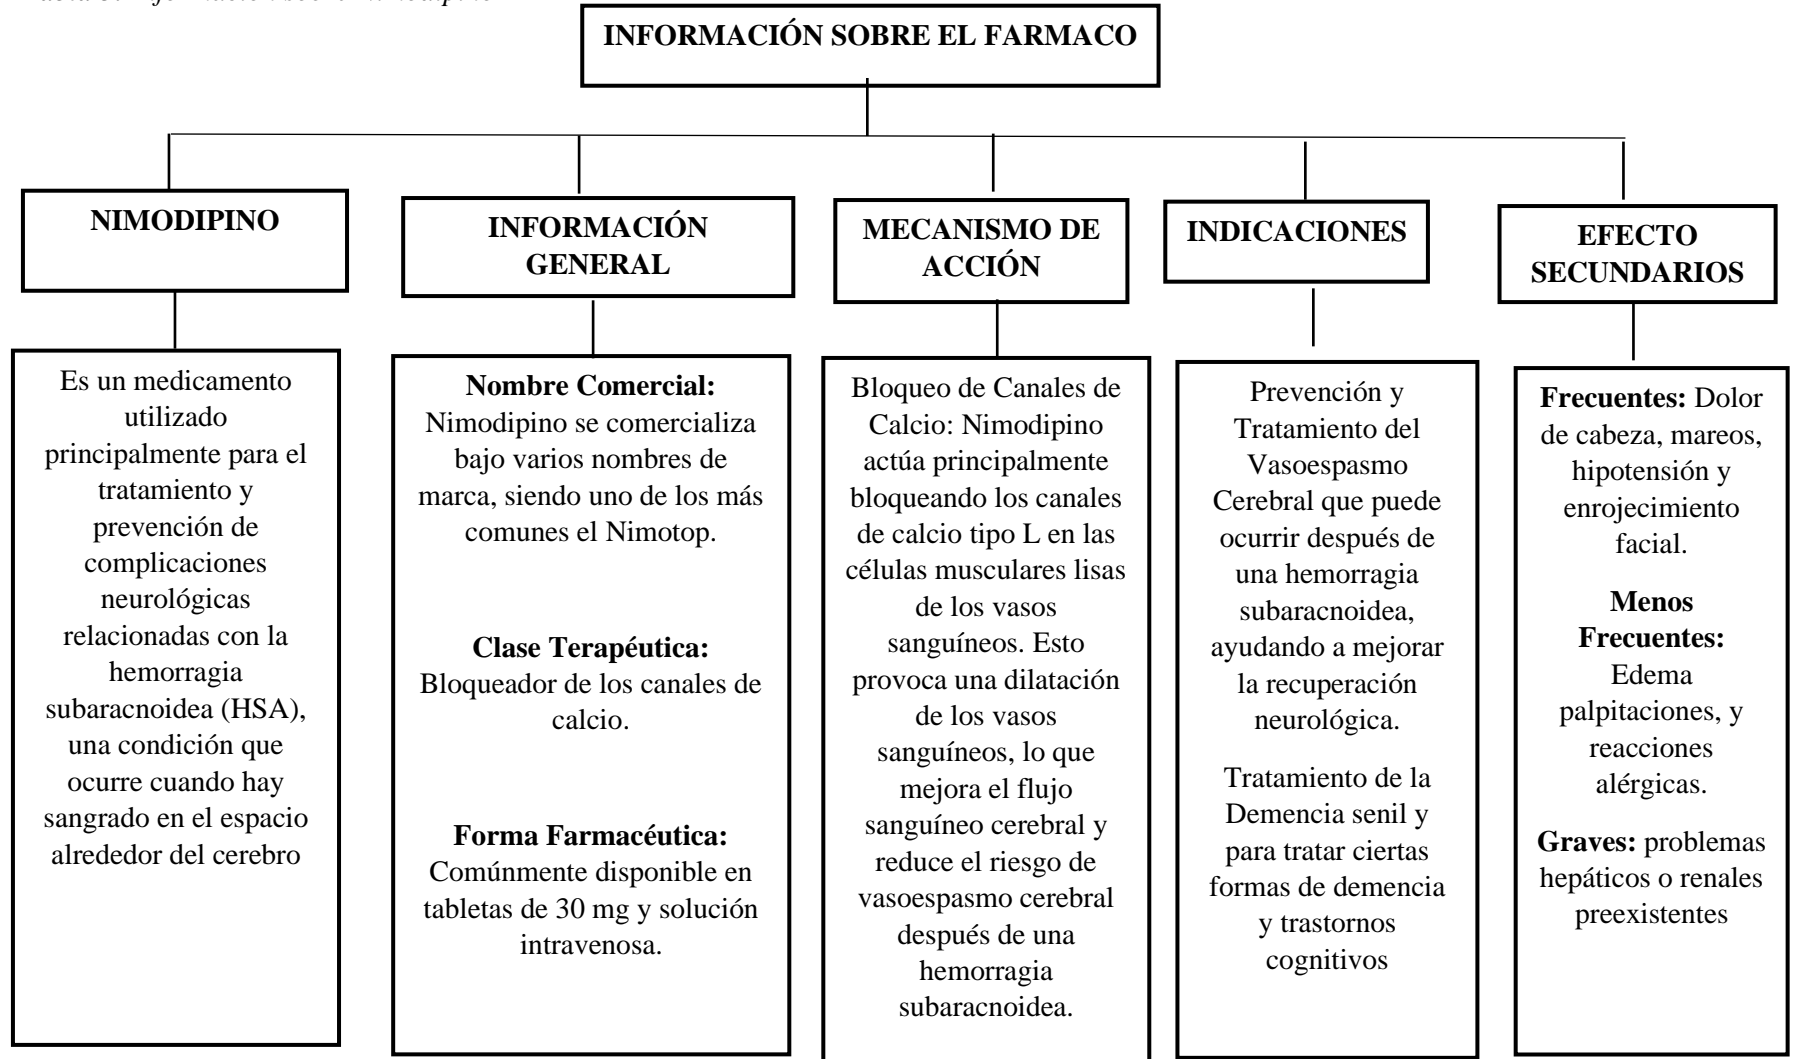 INFORMACIÓN SOBRE EL FARMACO
NIMODIPINO
Es un medicamento
utilizado
principalmente para el
tratamiento y
prevención de
complicaciones
neurológicas
relacionadas con la
hemorragia
subaracnoidea (HSA),
una condición que
ocurre cuando hay
sangrado en el espacio
alrededor del cerebro
INFORMACIÓN
GENERAL
Nombre Comercial:
Nimodipino se comercializa
bajo varios nombres de
marca, siendo uno de los más
comunes el Nimotop.
Clase Terapéutica:
Bloqueador de los canales de
calcio.
Forma Farmacéutica:
Comúnmente disponible en
tabletas de 30 mg y solución
intravenosa.
MECANISMO DE
ACCIÓN
Bloqueo de Canales de
Calcio: Nimodipino
actúa principalmente
bloqueando los canales
de calcio tipo L en las
células musculares lisas
de los vasos
sanguíneos. Esto
provoca una dilatación
de los vasos
sanguíneos, lo que
mejora el flujo
sanguíneo cerebral y
reduce el riesgo de
vasoespasmo cerebral
después de una
hemorragia
subaracnoidea.
INDICACIONES
Prevención y
Tratamiento del
Vasoespasmo
Cerebral que puede
ocurrir después de
una hemorragia
subaracnoidea,
ayudando a mejorar
la recuperación
neurológica.
Tratamiento de la
Demencia senil y
para tratar ciertas
formas de demencia
y trastornos
cognitivos
EFECTO
SECUNDARIOS
Frecuentes: Dolor
de cabeza, mareos,
hipotensión y
enrojecimiento
facial.
Menos
Frecuentes:
Edema
palpitaciones, y
reacciones
alérgicas.
Graves: problemas
hepáticos o renales
preexistentes